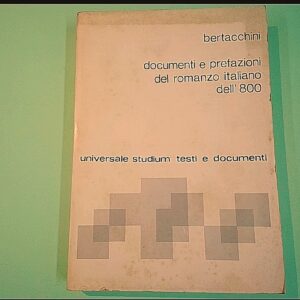 bertacchini
documenti e prefazioni
del romanzo italiano
dell'800
universale studium testi e documenti